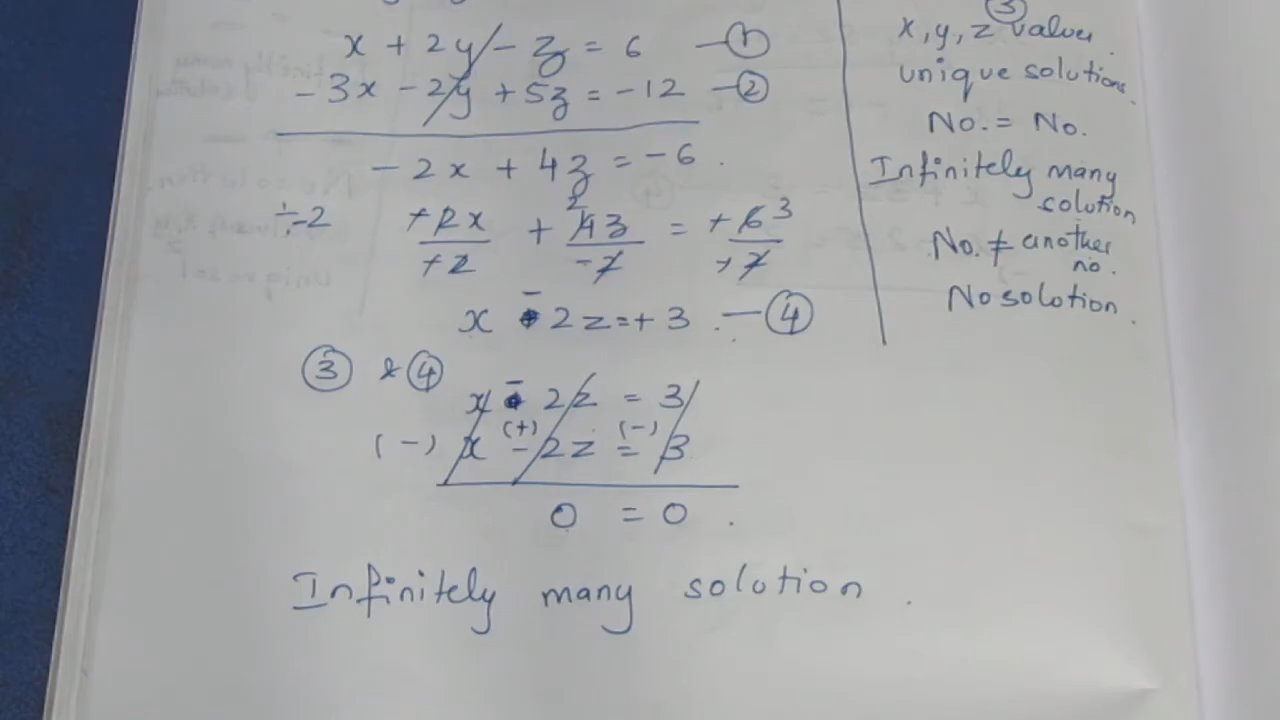 x + 2y - z = 6 — ①
- 3x - 2y + 5z = -12 — ②
- 2x + 4z = -6 .
÷ -2 +2x/+2 + 4z/-2 2 = +6/+2 3
x - 2z = + 3 . — ④
③ & ④
x - 2z = 3
(-) x (+) - 2z (-) = 3
0 = 0 .
Infinitely many solution .
③
x, y, z values .
unique solutions .
No. = No.
Infinitely many
solution
No. ≠ another
no.
No solution .